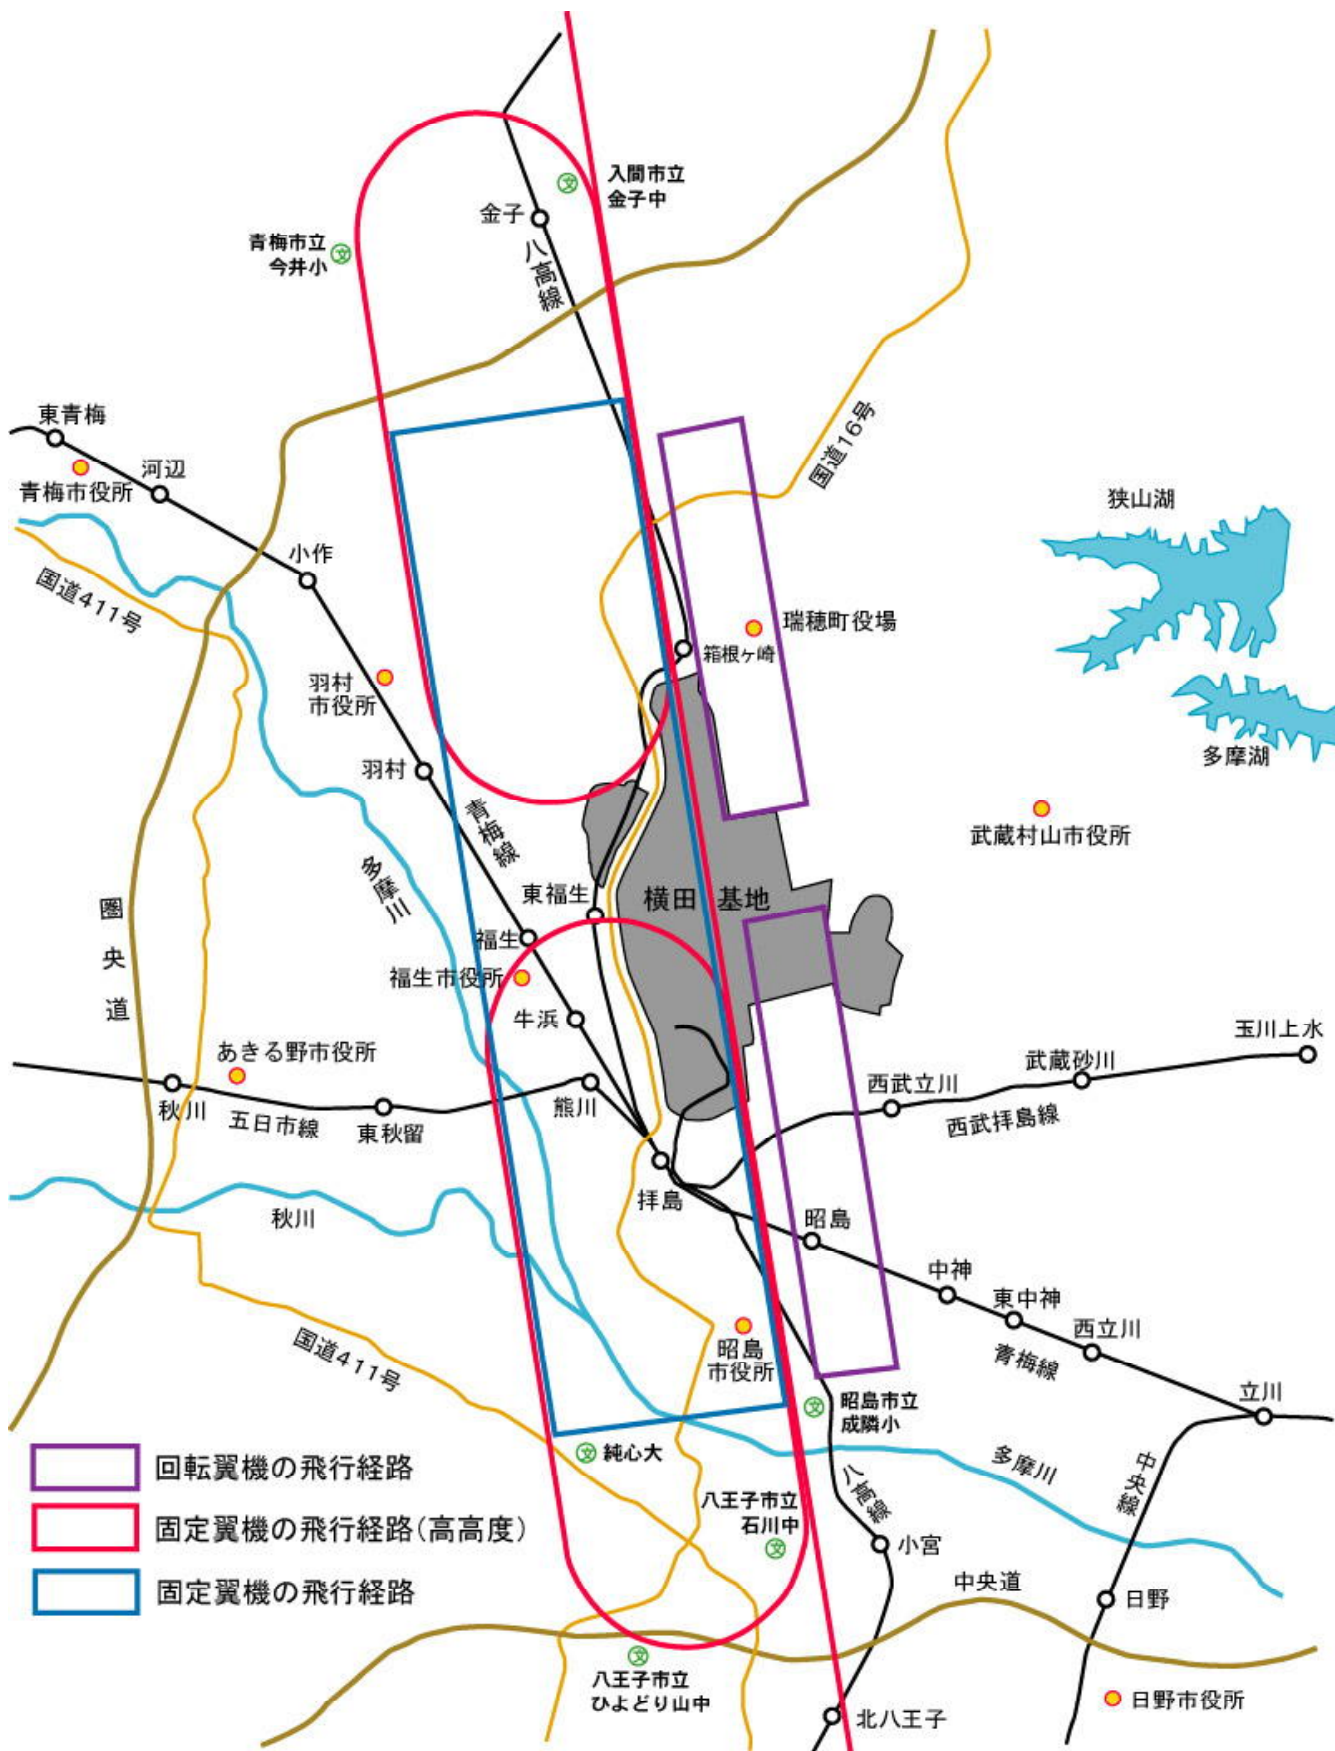 入間市立
金子中
金子
青梅市立
今井小
八高線
東青梅
青梅市役所
河辺
国道16号
狭山湖
小作
国道411号
瑞穂町役場
箱根ヶ崎
羽村
市役所
羽村
多摩湖
武蔵村山市役所
青梅線
多摩川
東福生
横田 基地
圏央道
福生
福生市役所
牛浜
玉川上水
あきる野市役所
武蔵砂川
西武立川
秋川
五日市線
東秋留
熊川
西武拝島線
拝島
秋川
昭島
中神
東中神
西立川
青梅線
国道411号
昭島
市役所
立川
昭島市立
成隣小
純心大
回転翼機の飛行経路
八高線
多摩川
中央線
八王子市立
石川中
固定翼機の飛行経路(高高度)
小宮
中央道
固定翼機の飛行経路
日野
八王子市立
ひよどり山中
北八王子
日野市役所
文
文
文
文
文
文